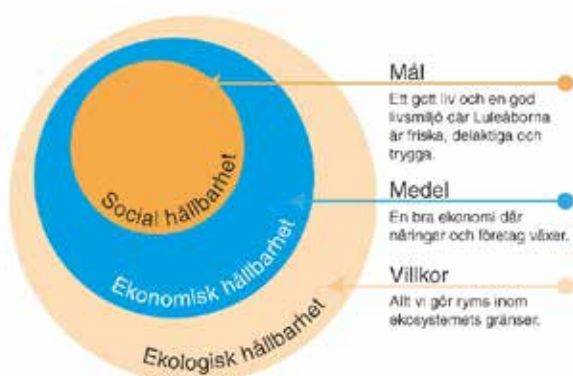 Mål
Ett gott liv och en god
livsmiljö där Luleåborna
är friska, delaktiga och
trygga.
Medel
En bra ekonomi där
näringar och företag växer.
Villkor
Allt vi gör ryms inom
ekosystemets gränser.
Social hållbarhet
Ekonomisk hållbarhet
Ekologisk hållbarhet